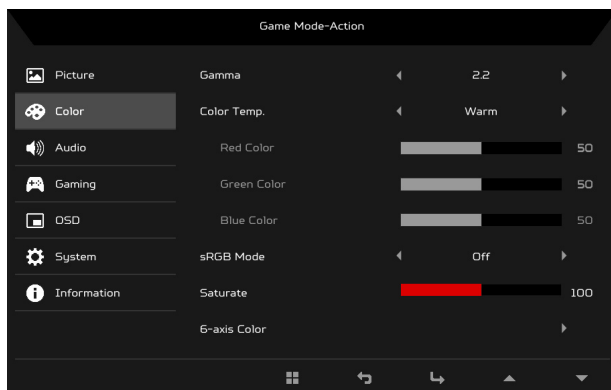 Game Mode-Action
Picture
Gamma 2.2
Color
Color Temp. Warm
Audio
Red Color 50
Gaming
Green Color 50
OSD
Blue Color 50
System
sRGB Mode Off
Information
Saturate 100
6-axis Color